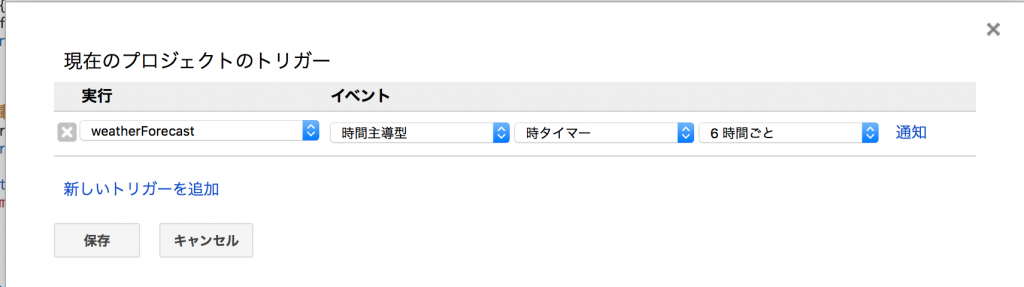 現在のプロジェクトのトリガー
実行 イベント
weatherForecast 時間主導型 時タイマー 6 時間ごと 通知
新しいトリガーを追加
保存 キャンセル